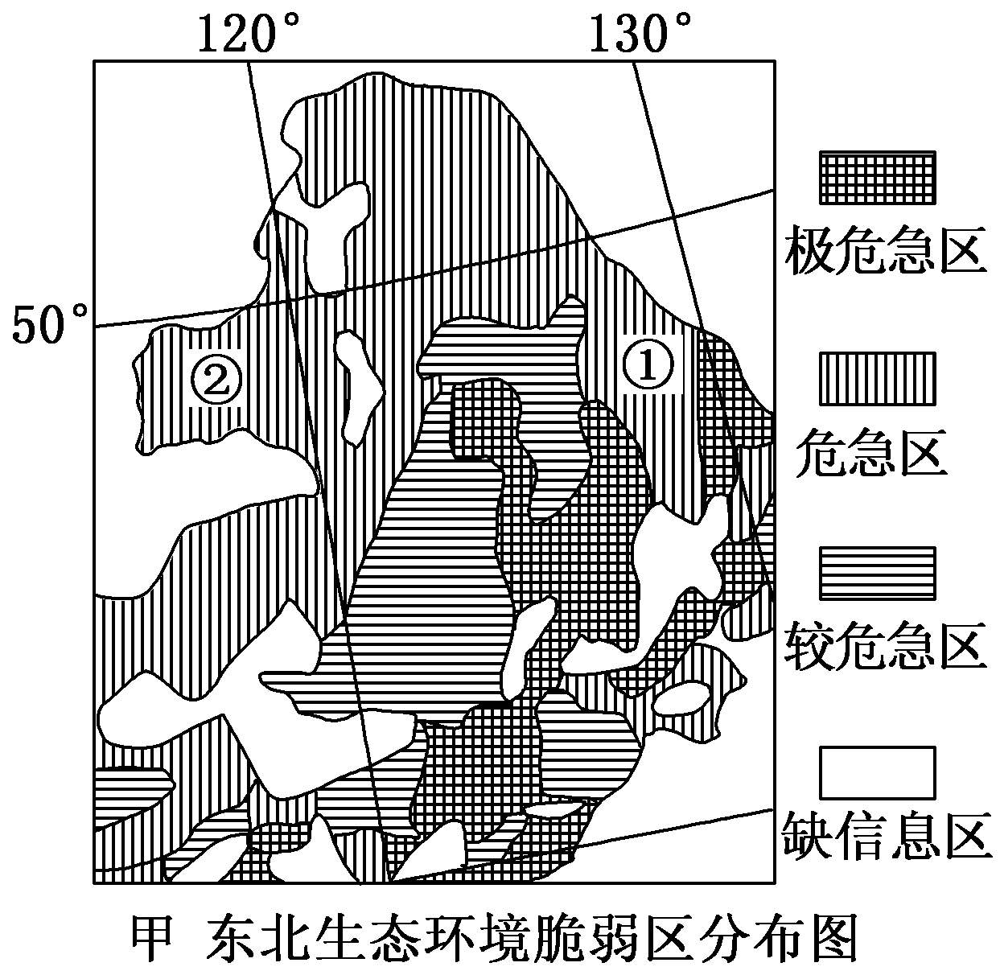 120° 130°
极危急区
50°
① 
②
危急区
较危急区
缺信息区
甲 东北生态环境脆弱区分布图